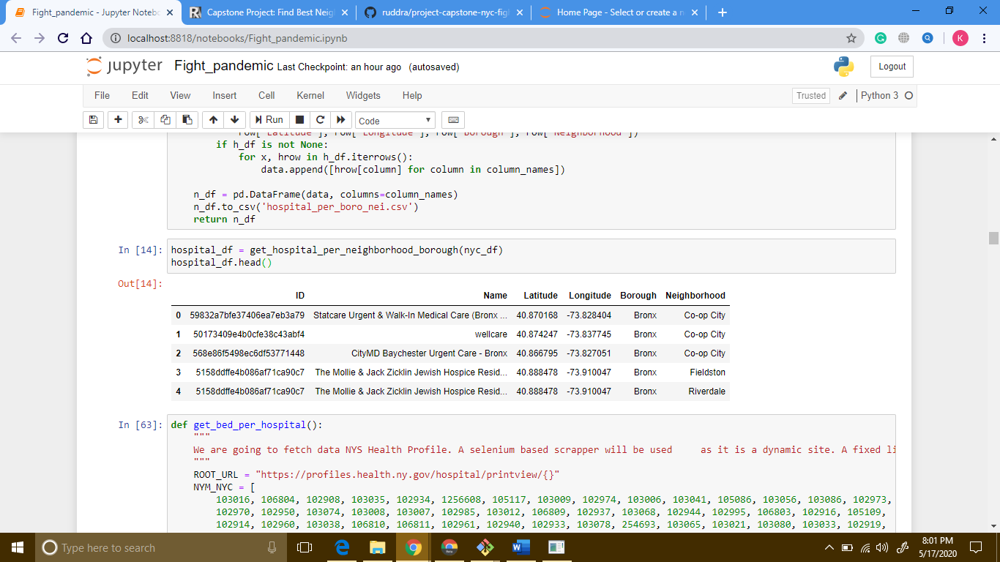 Fight_pandemic - Jupyter Notebo
Capstone Project: Find Best Neig
ruddra/project-capstone-nyc-fig
Home Page - Select or create a n
localhost:8818/notebooks/Fight_pandemic.ipynb
K
jupyter Fight_pandemic Last Checkpoint: an hour ago (autosaved)
Logout
File Edit View Insert Cell Kernel Widgets Help
Trusted Python 3
Run Code
row['Latitude'], row['Longitude'], row['Borough'], row['Neighborhood'])
if h_df is not None:
for x, hrow in h_df.iterrows():
data.append([hrow[column] for column in column_names])
n_df = pd.DataFrame(data, columns=column_names)
n_df.to_csv('hospital_per_boro_nei.csv')
return n_df
In [14]: hospital_df = get_hospital_per_neighborhood_borough(nyc_df)
hospital_df.head()
Out[14]:
ID Name Latitude Longitude Borough Neighborhood
0 59832a7bfe37406ea7eb3a79 Statcare Urgent & Walk-In Medical Care (Bronx ... 40.870168 -73.828404 Bronx Co-op City
1 50173409e4b0cfe38c43abf4 wellcare 40.874247 -73.837745 Bronx Co-op City
2 568e86f5498ec6df53771448 CityMD Baychester Urgent Care - Bronx 40.866795 -73.827051 Bronx Co-op City
3 5158ddffe4b086af71ca90c7 The Mollie & Jack Zicklin Jewish Hospice Resid... 40.888478 -73.910047 Bronx Fieldston
4 5158ddffe4b086af71ca90c7 The Mollie & Jack Zicklin Jewish Hospice Resid... 40.888478 -73.910047 Bronx Riverdale
In [63]: def get_bed_per_hospital():
"""
We are going to fetch data NYS Health Profile. A selenium based scrapper will be used as it is a dynamic site. A fixed li
"""
ROOT_URL = "https://profiles.health.ny.gov/hospital/printview/{}"
NYM_NYC = [
103016, 106804, 102908, 103035, 102934, 1256608, 105117, 103009, 102974, 103006, 103041, 105086, 103056, 103086, 102973,
102970, 102950, 103074, 103008, 103007, 102985, 103012, 106809, 102937, 103068, 102944, 102995, 106803, 102916, 105109,
102914, 102960, 103038, 106810, 106811, 102961, 102940, 102933, 103078, 254693, 103065, 103021, 103080, 103033, 102919,
Type here to search
8:01 PM
5/17/2020